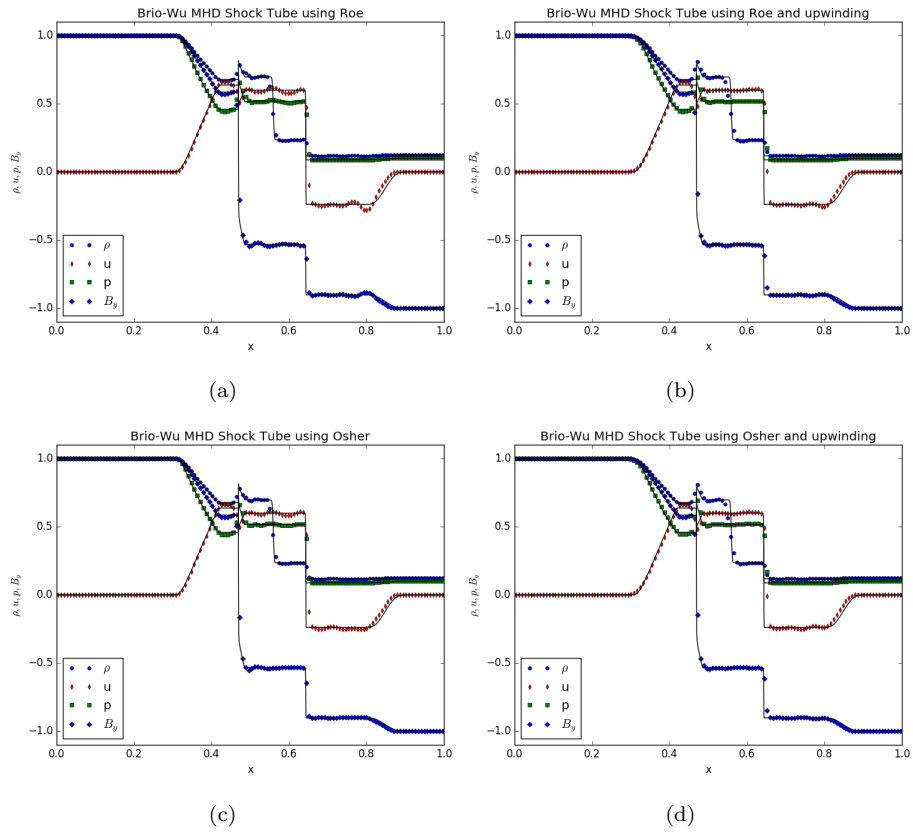 Brio-Wu MHD Shock Tube using Roe
1.0
0.5
0.0
−0.5
−1.0
ρ, u, p, B_y
ρ
u
p
B_y
0.0 0.2 0.4 0.6 0.8 1.0
x
(a)
Brio-Wu MHD Shock Tube using Roe and upwinding
1.0
0.5
0.0
−0.5
−1.0
ρ, u, p, B_y
ρ
u
p
B_y
0.0 0.2 0.4 0.6 0.8 1.0
x
(b)
Brio-Wu MHD Shock Tube using Osher
1.0
0.5
0.0
−0.5
−1.0
ρ, u, p, B_y
ρ
u
p
B_y
0.0 0.2 0.4 0.6 0.8 1.0
x
(c)
Brio-Wu MHD Shock Tube using Osher and upwinding
1.0
0.5
0.0
−0.5
−1.0
ρ, u, p, B_y
ρ
u
p
B_y
0.0 0.2 0.4 0.6 0.8 1.0
x
(d)